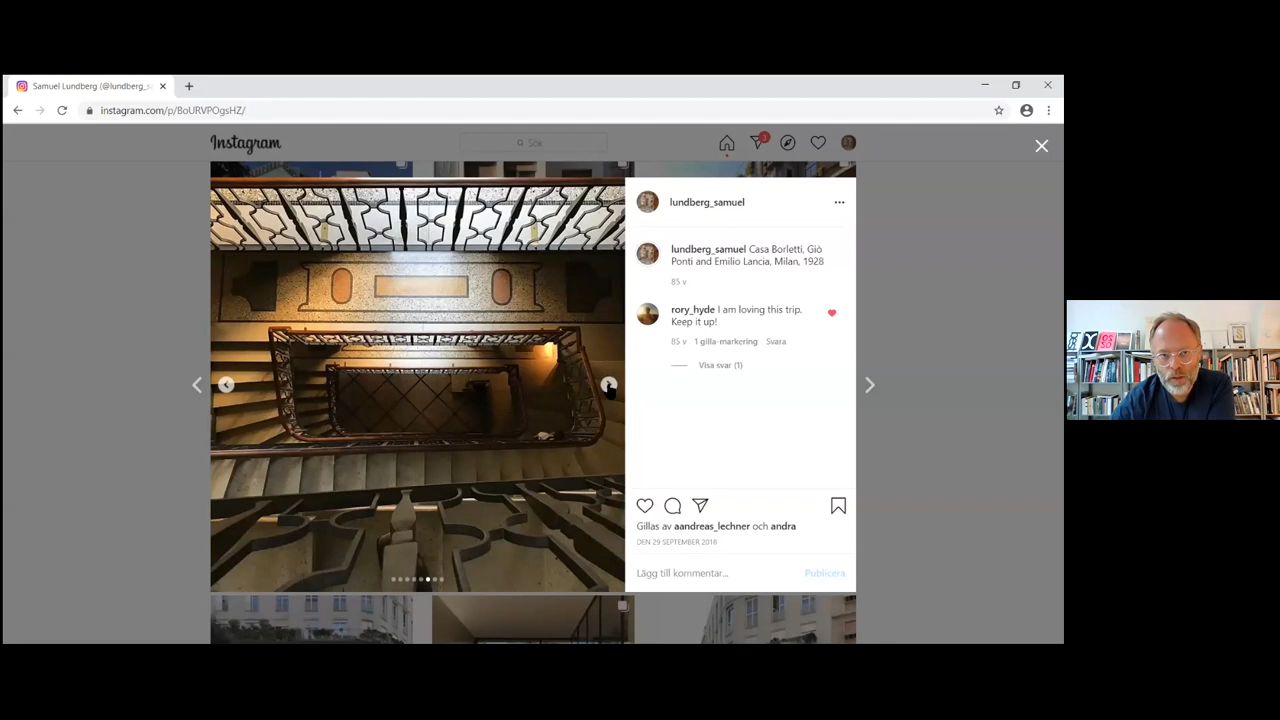 Samuel Lundberg (@lundberg_s
instagram.com/p/BoURVPOgsHZ/
Instagram
Sök
3
lundberg_samuel
lundberg_samuel Casa Borletti, Giò
Ponti and Emilio Lancia, Milan, 1928
85 v
rory_hyde I am loving this trip.
Keep it up!
85 v 1 gilla-markering Svara
Visa svar (1)
Gillas av aandreas_lechner och andra
DEN 29 SEPTEMBER 2018
Lägg till kommentar...
Publicera